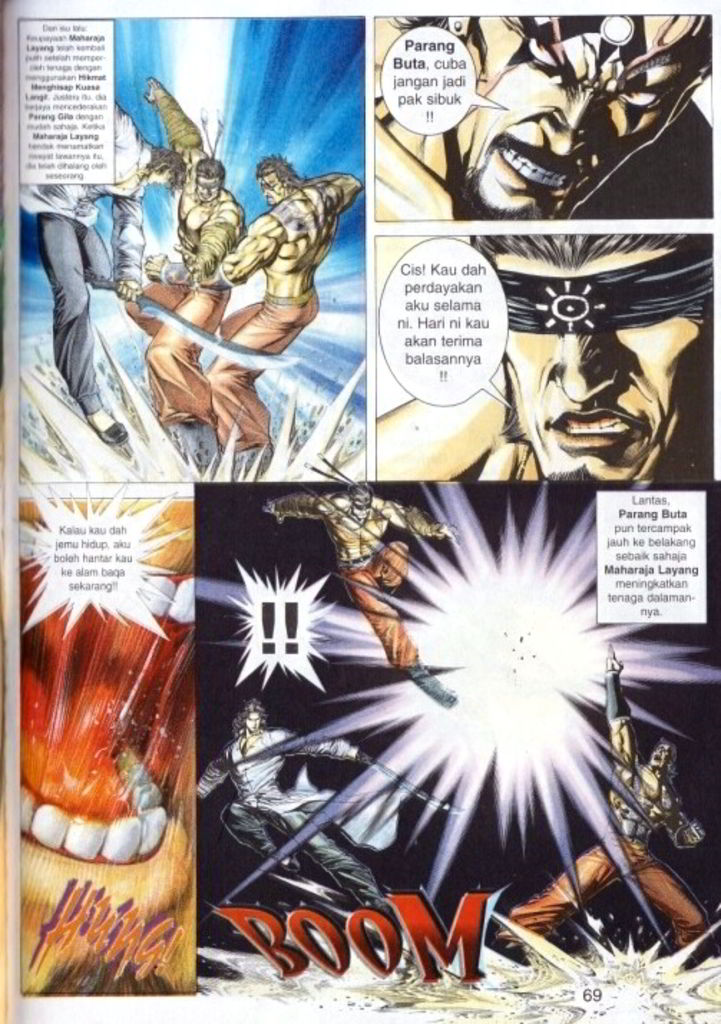 Dan isu lalu:
Keupayaan Maharaja
Layang telah kembali
pulih setelah memper-
oleh tenaga dengan
menggunakan Hikmat
Menghisap Kuasa
Langit. Justeru itu, dia
berjaya mencederakan
Parang Gila dengan
mudah sahaja. Ketika
Maharaja Layang
hendak menamatkan
riwayat lawannya itu,
dia telah dihalang oleh
seseorang.
Parang
Buta, cuba
jangan jadi
pak sibuk
!!
Cis! Kau dah
perdayakan
aku selama
ni. Hari ni kau
akan terima
balasannya
!!
Kalau kau dah
jemu hidup, aku
boleh hantar kau
ke alam baqa
sekarang!!
!!
Lantas,
Parang Buta
pun tercampak
jauh ke belakang
sebaik sahaja
Maharaja Layang
meningkatkan
tenaga dalaman-
nya.
BOOM
69